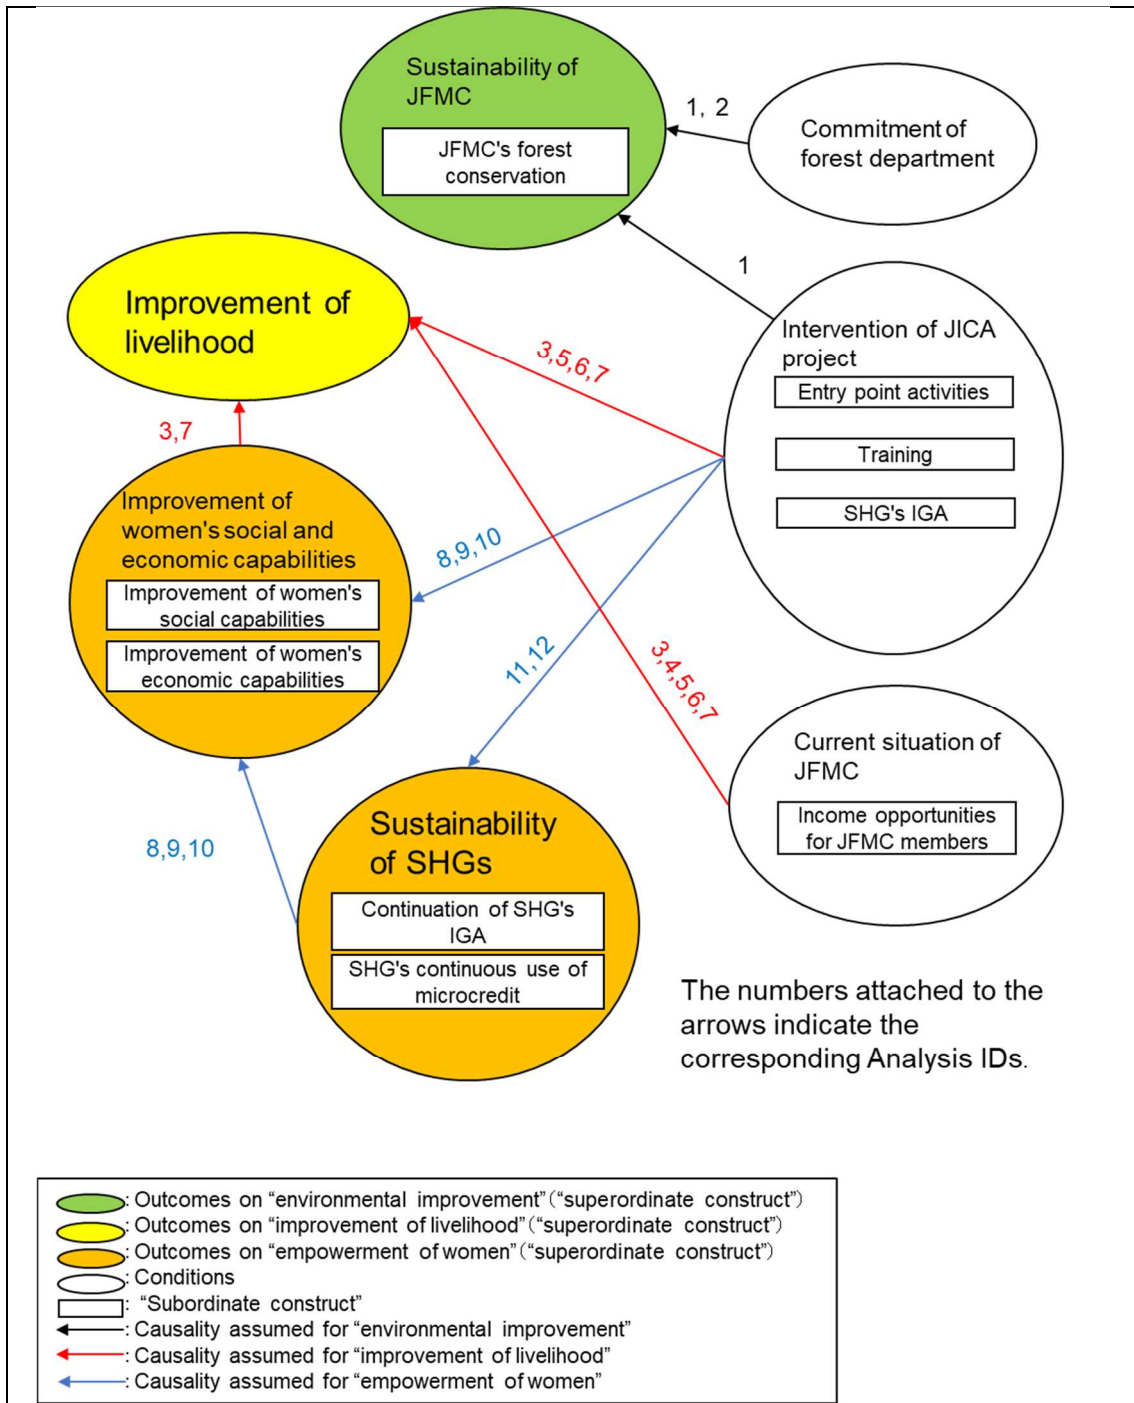 Sustainability of
JFMC
JFMC's forest
conservation
1, 2
Commitment of
forest department
1
Improvement of
livelihood
3,5,6,7
Intervention of JICA
project
Entry point activities
Training
SHG's IGA
3,7
Improvement of
women's social and
economic capabilities
Improvement of women's
social capabilities
Improvement of women's
economic capabilities
8,9,10
11,12
3,4,5,6,7
Current situation of
JFMC
Income opportunities
for JFMC members
8,9,10
Sustainability
of SHGs
Continuation of SHG's
IGA
SHG's continuous use of
microcredit
The numbers attached to the
arrows indicate the
corresponding Analysis IDs.
: Outcomes on “environmental improvement”(“superordinate construct”)
: Outcomes on “improvement of livelihood”(“superordinate construct”)
: Outcomes on “empowerment of women”(“superordinate construct”)
: Conditions
: “Subordinate construct”
: Causality assumed for “environmental improvement”
: Causality assumed for “improvement of livelihood”
: Causality assumed for “empowerment of women”